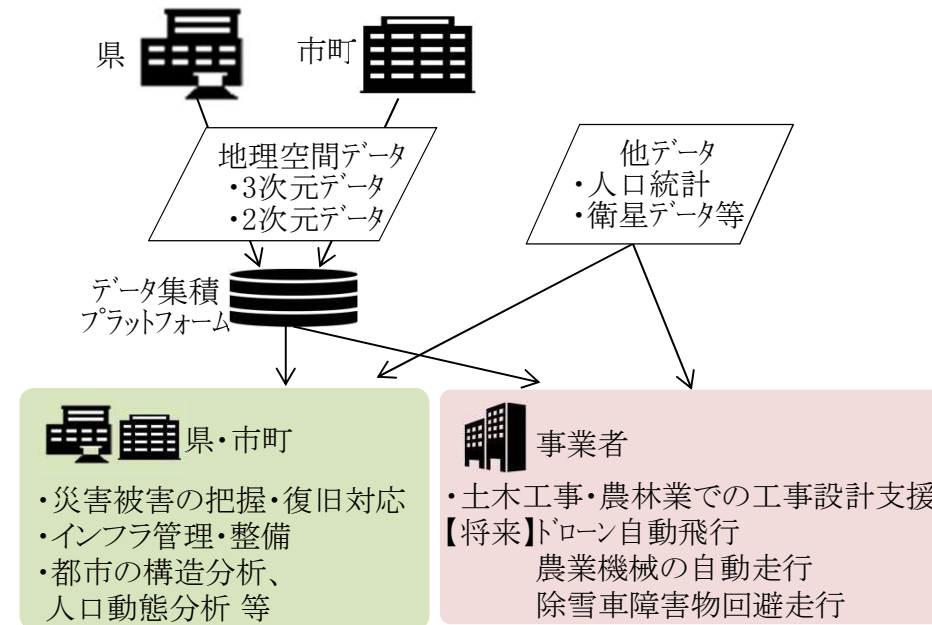 県
市町
地理空間データ
・3次元データ
・2次元データ
他データ
・人口統計
・衛星データ等
データ集積
プラットフォーム
県・市町
・災害被害の把握・復旧対応
・インフラ管理・整備
・都市の構造分析、
人口動態分析 等
事業者
・土木工事・農林業での工事設計支援
【将来】ドローン自動飛行
農業機械の自動走行
除雪車障害物回避走行